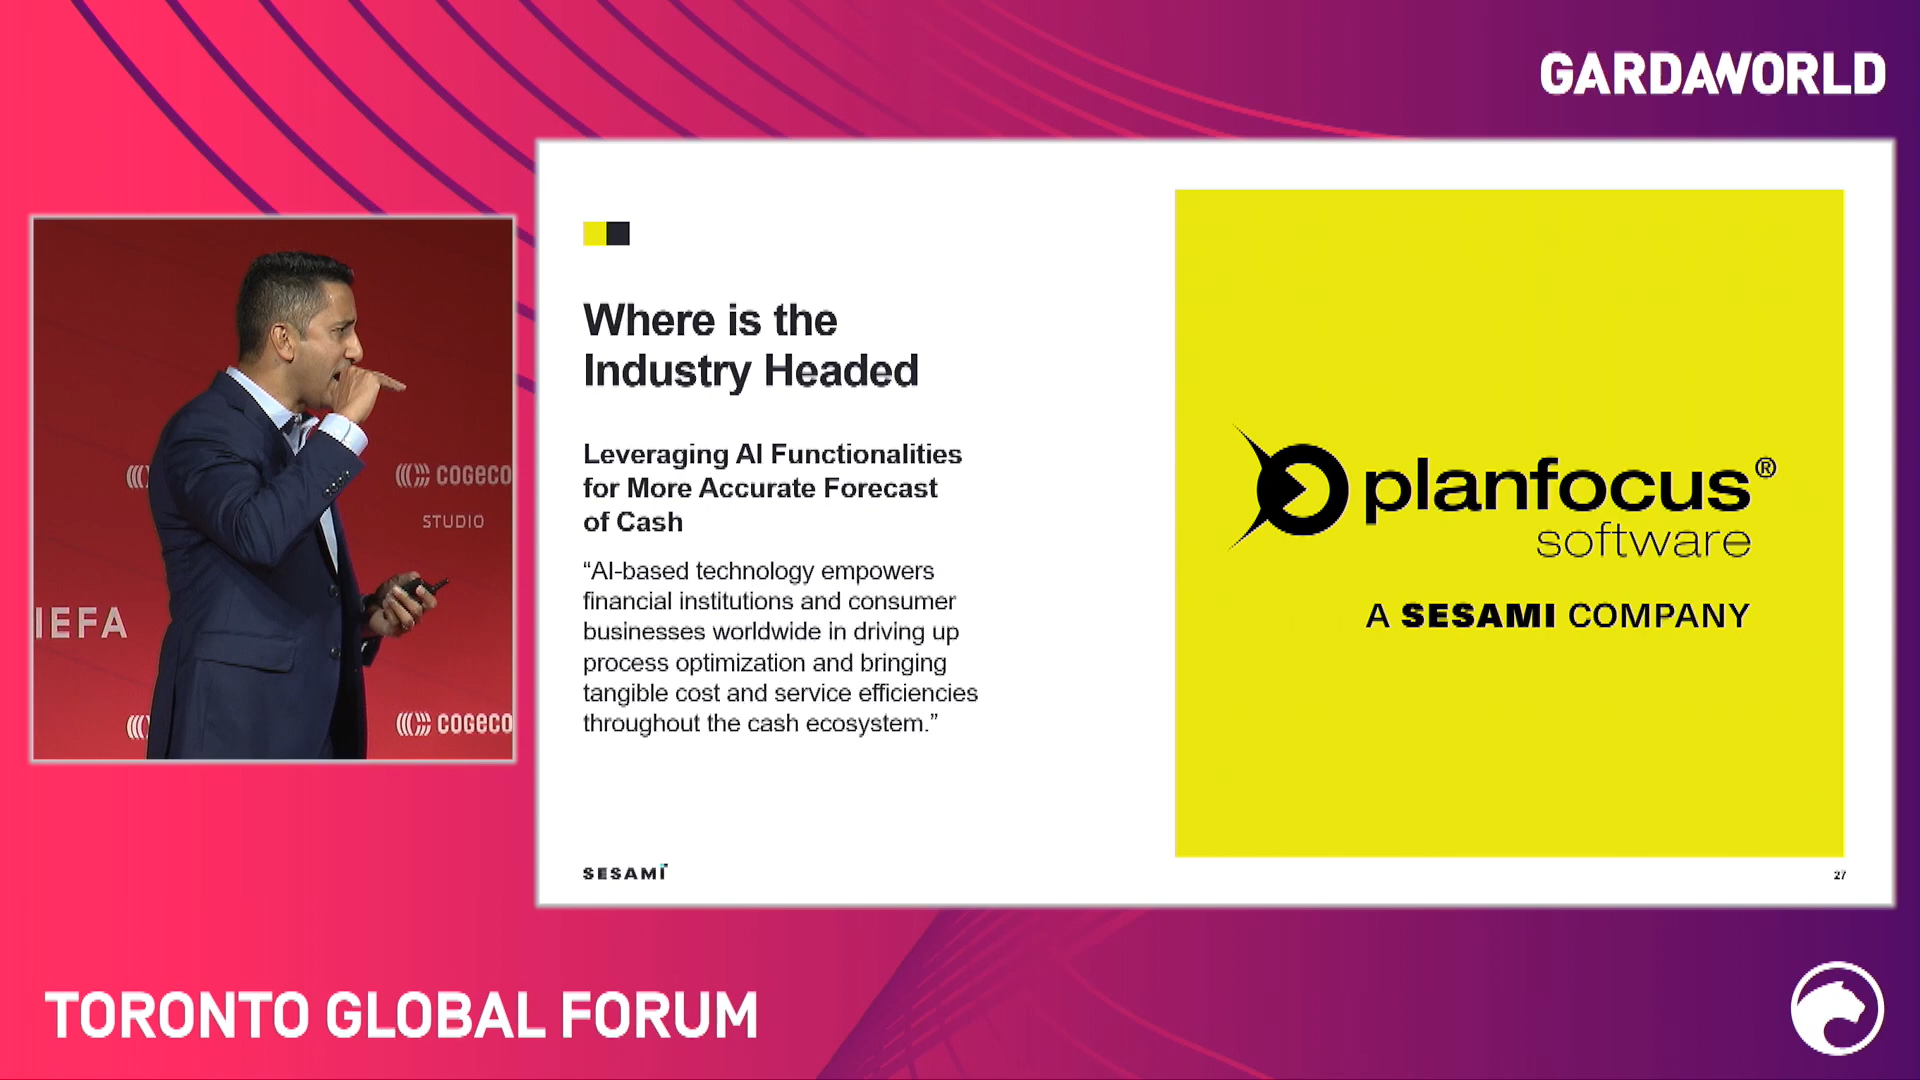 GARDAWORLD
Where is the
Industry Headed
Leveraging AI Functionalities
for More Accurate Forecast
of Cash
“AI-based technology empowers
financial institutions and consumer
businesses worldwide in driving up
process optimization and bringing
tangible cost and service efficiencies
throughout the cash ecosystem.”
SESAMI
27
planfocus®
software
A SESAMI COMPANY
COGECO
STUDIO
IEFA
COGECO
TORONTO GLOBAL FORUM